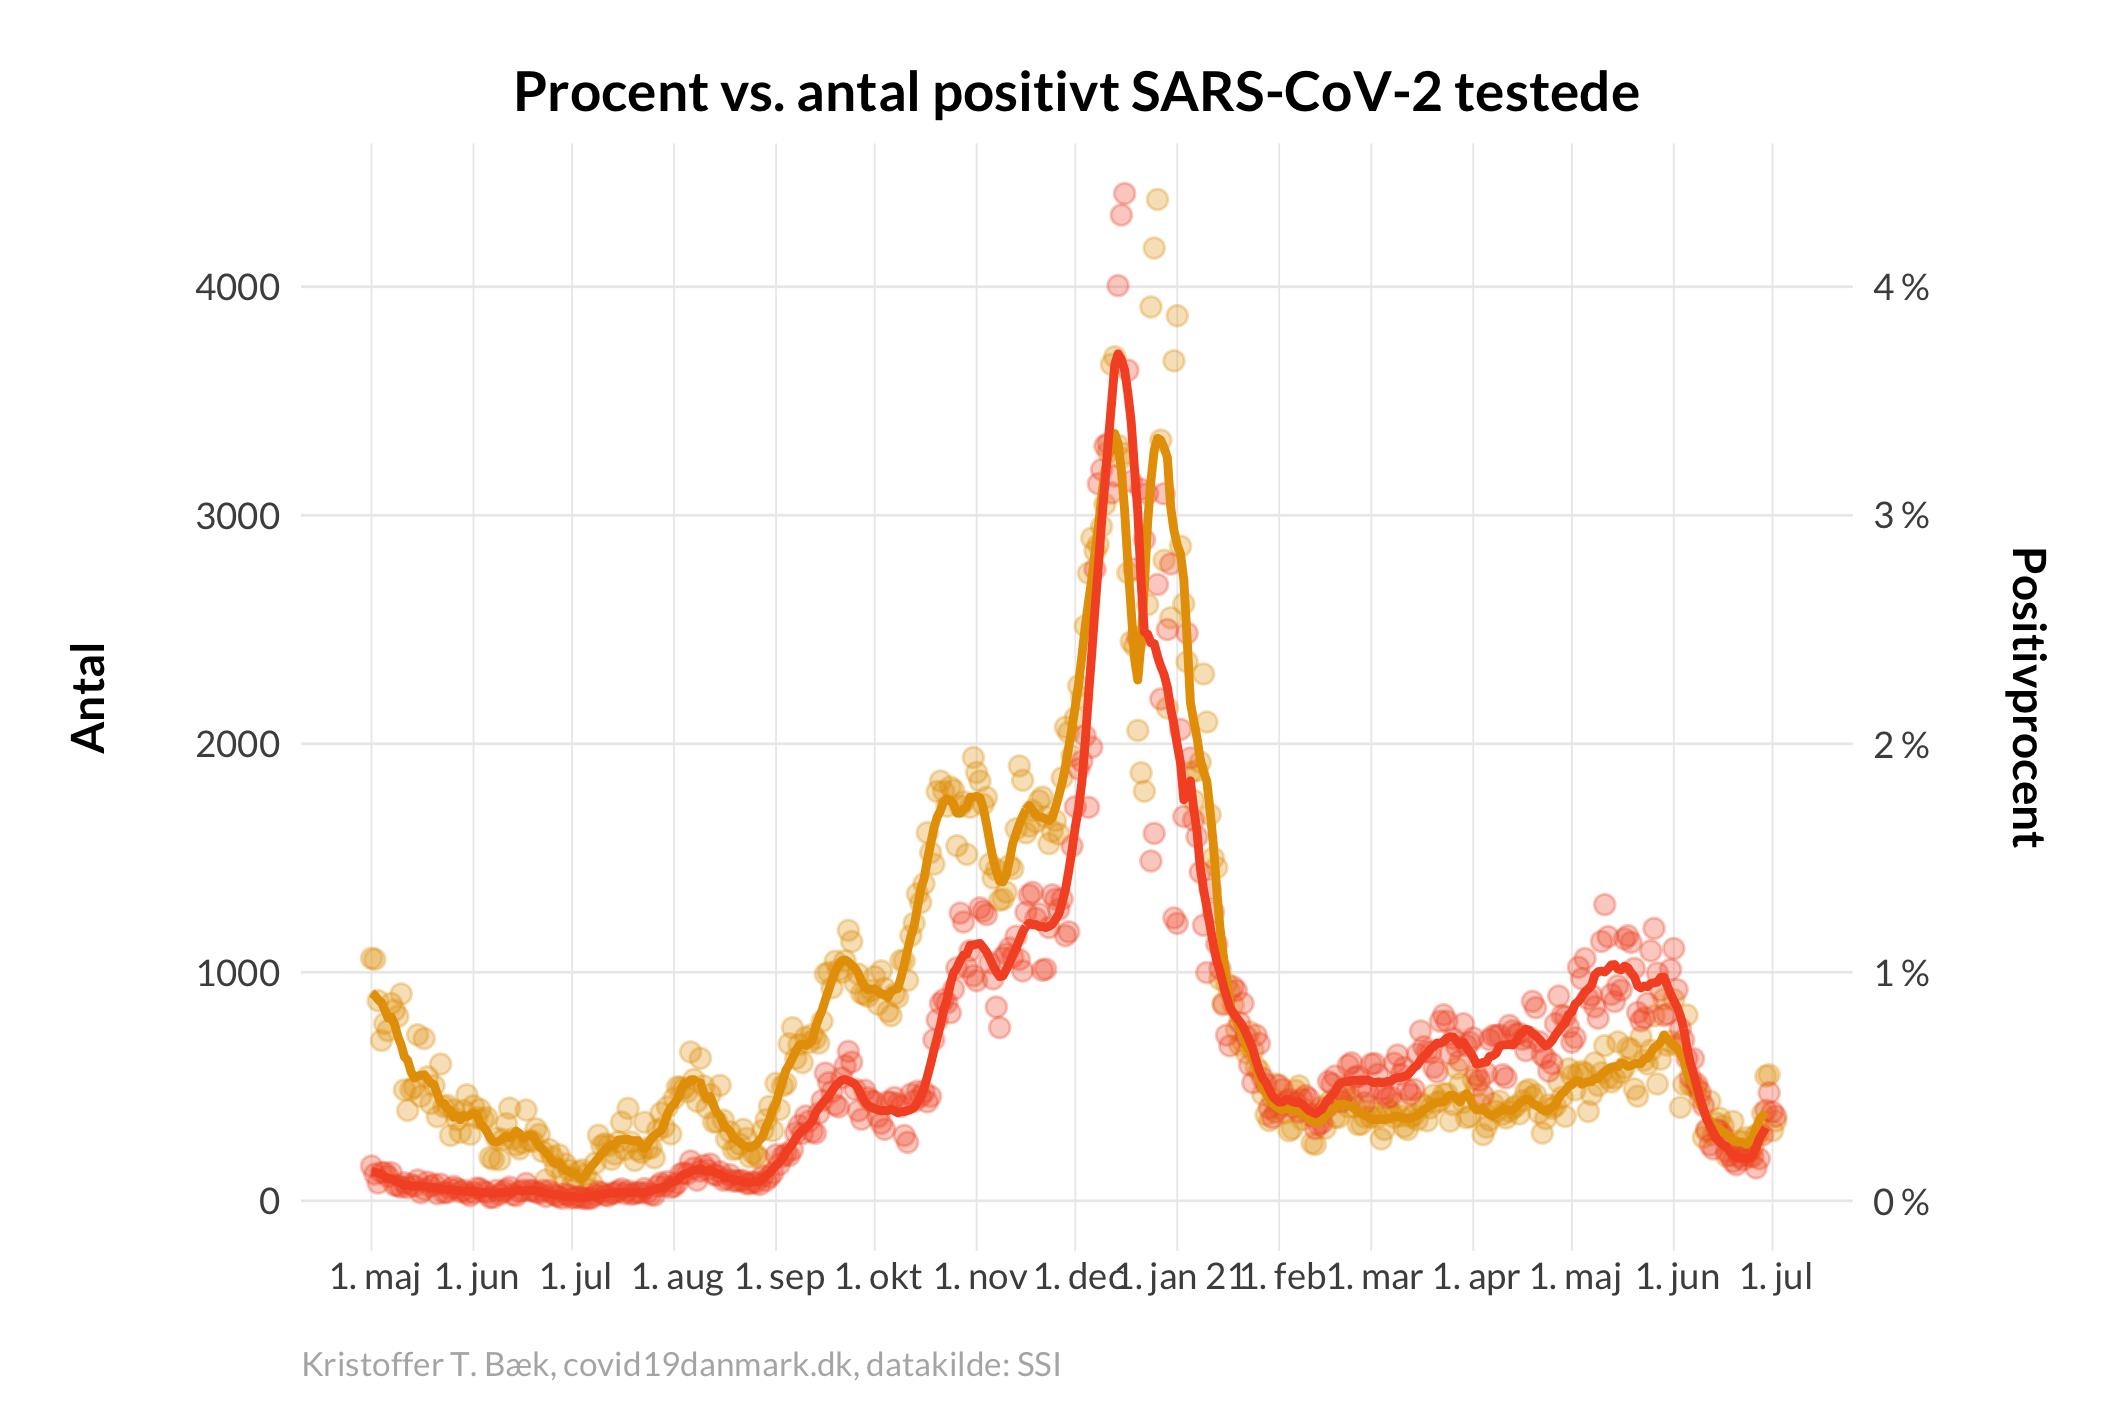 Procent vs. antal positivt SARS-CoV-2 testede
Antal
4000
3000
2000
1000
0
4 %
3 %
2 %
1 %
0 %
Positivprocent
1. maj 1. jun 1. jul 1. aug 1. sep 1. okt 1. nov 1. dec 1. jan 21 1. feb 1. mar 1. apr 1. maj 1. jun 1. jul
Kristoffer T. Bæk, covid19danmark.dk, datakilde: SSI